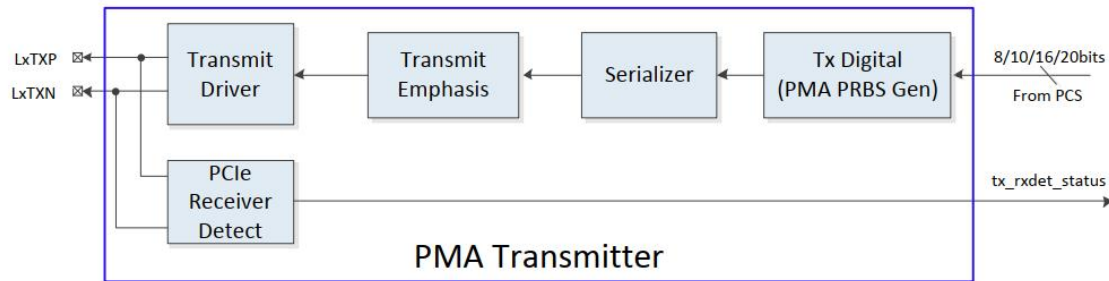 LxTXP
LxTXN
Transmit
Driver
Transmit
Emphasis
Serializer
Tx Digital
(PMA PRBS Gen)
8/10/16/20bits
From PCS
PCIe
Receiver
Detect
tx_rxdet_status
PMA Transmitter